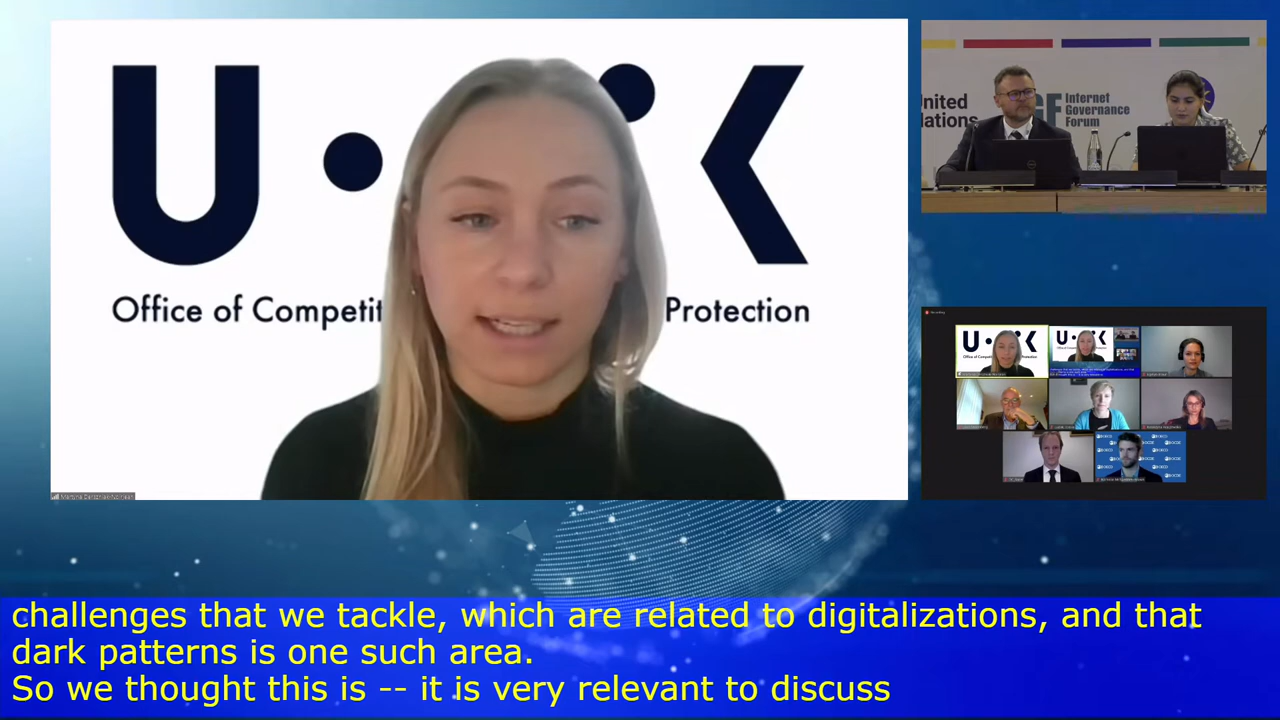 U K
Office of Competit Protection
United
Nations
GF Internet
Governance
Forum
challenges that we tackle, which are related to digitalizations, and that
dark patterns is one such area.
So we thought this is -- it is very relevant to discuss